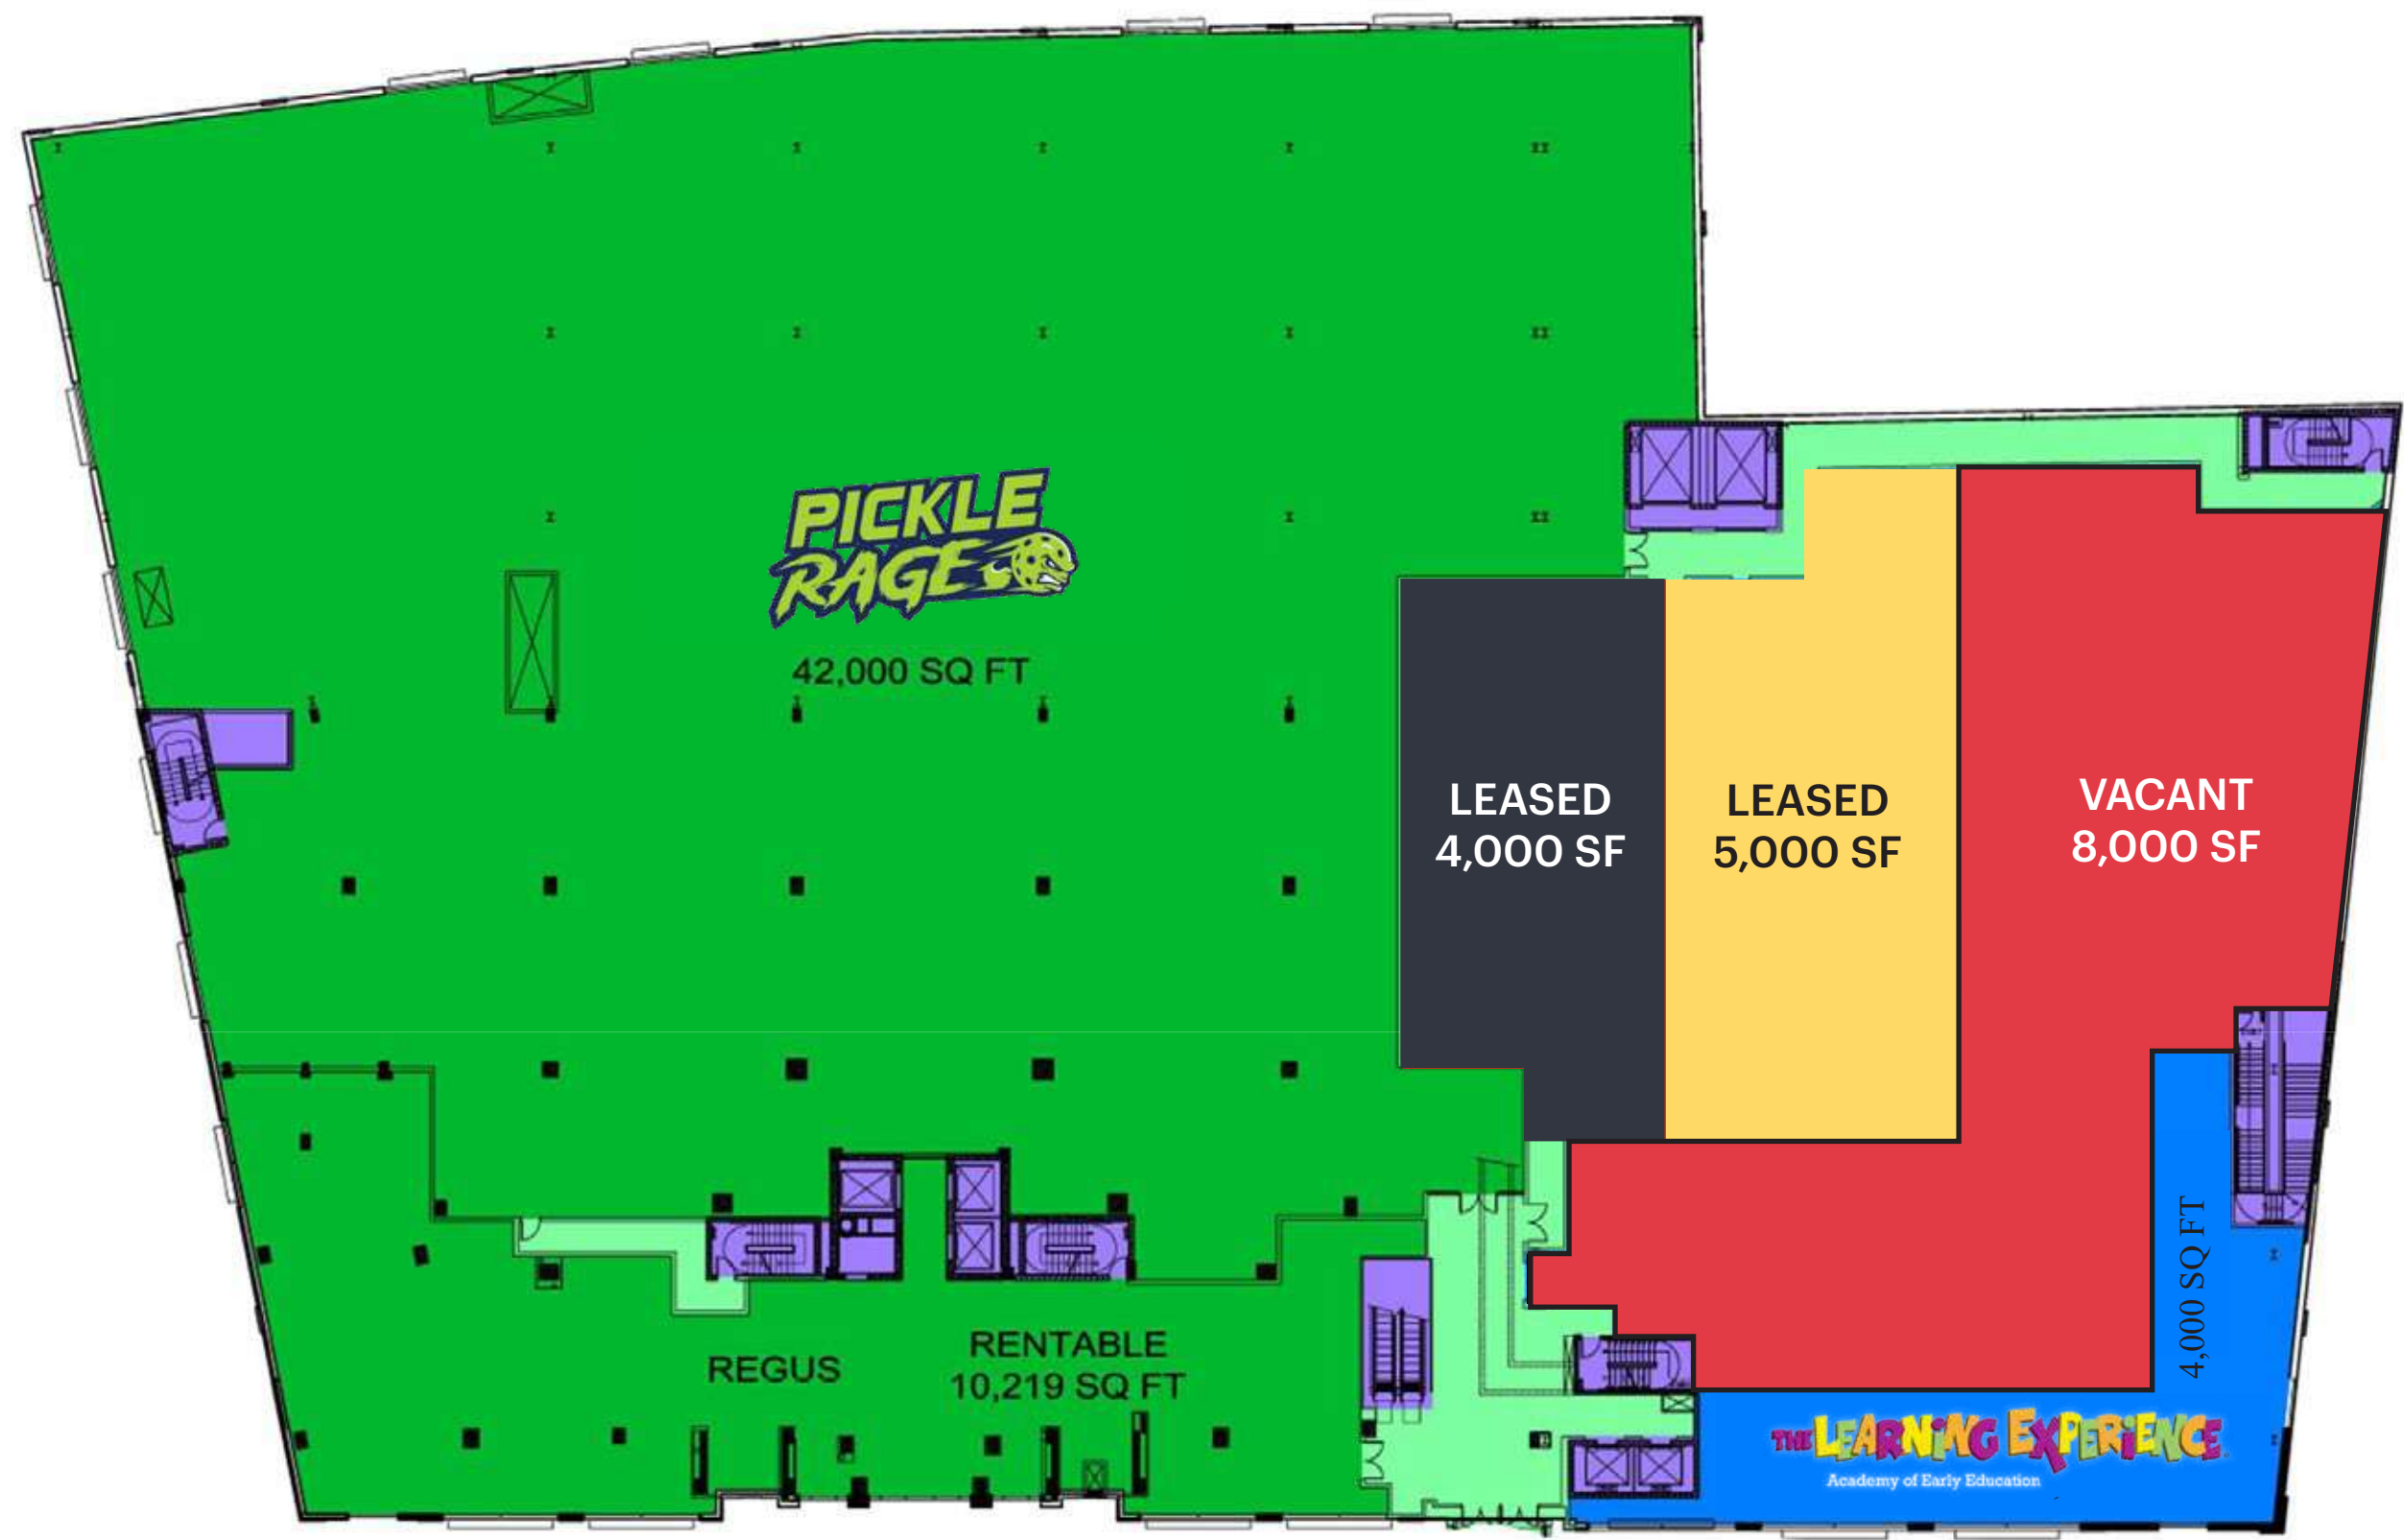 PICKLE
RAGE
42,000 SQ FT
LEASED
4,000 SF
LEASED
5,000 SF
VACANT
8,000 SF
REGUS
RENTABLE
10,219 SQ FT
4,000 SQ FT
THE LEARNING EXPERIENCE
Academy of Early Education